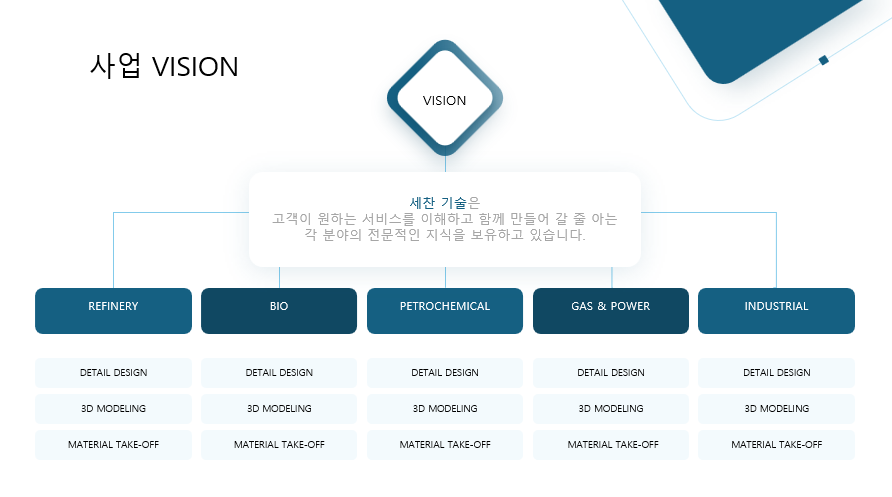 사업 VISION
VISION
세찬 기술은
고객이 원하는 서비스를 이해하고 함께 만들어 갈 줄 아는
각 분야의 전문적인 지식을 보유하고 있습니다.
REFINERY
BIO
PETROCHEMICAL
GAS & POWER
INDUSTRIAL
DETAIL DESIGN
DETAIL DESIGN
DETAIL DESIGN
DETAIL DESIGN
DETAIL DESIGN
3D MODELING
3D MODELING
3D MODELING
3D MODELING
3D MODELING
MATERIAL TAKE-OFF
MATERIAL TAKE-OFF
MATERIAL TAKE-OFF
MATERIAL TAKE-OFF
MATERIAL TAKE-OFF